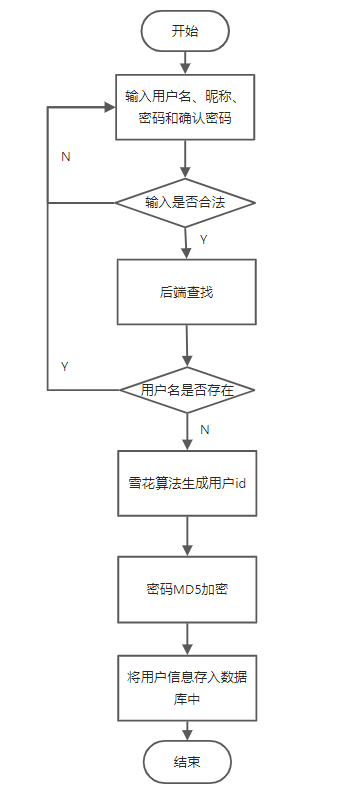 开始
输入用户名、昵称、
密码和确认密码
N
输入是否合法
Y
后端查找
Y
用户名是否存在
N
雪花算法生成用户id
密码MD5加密
将用户信息存入数据
库中
结束